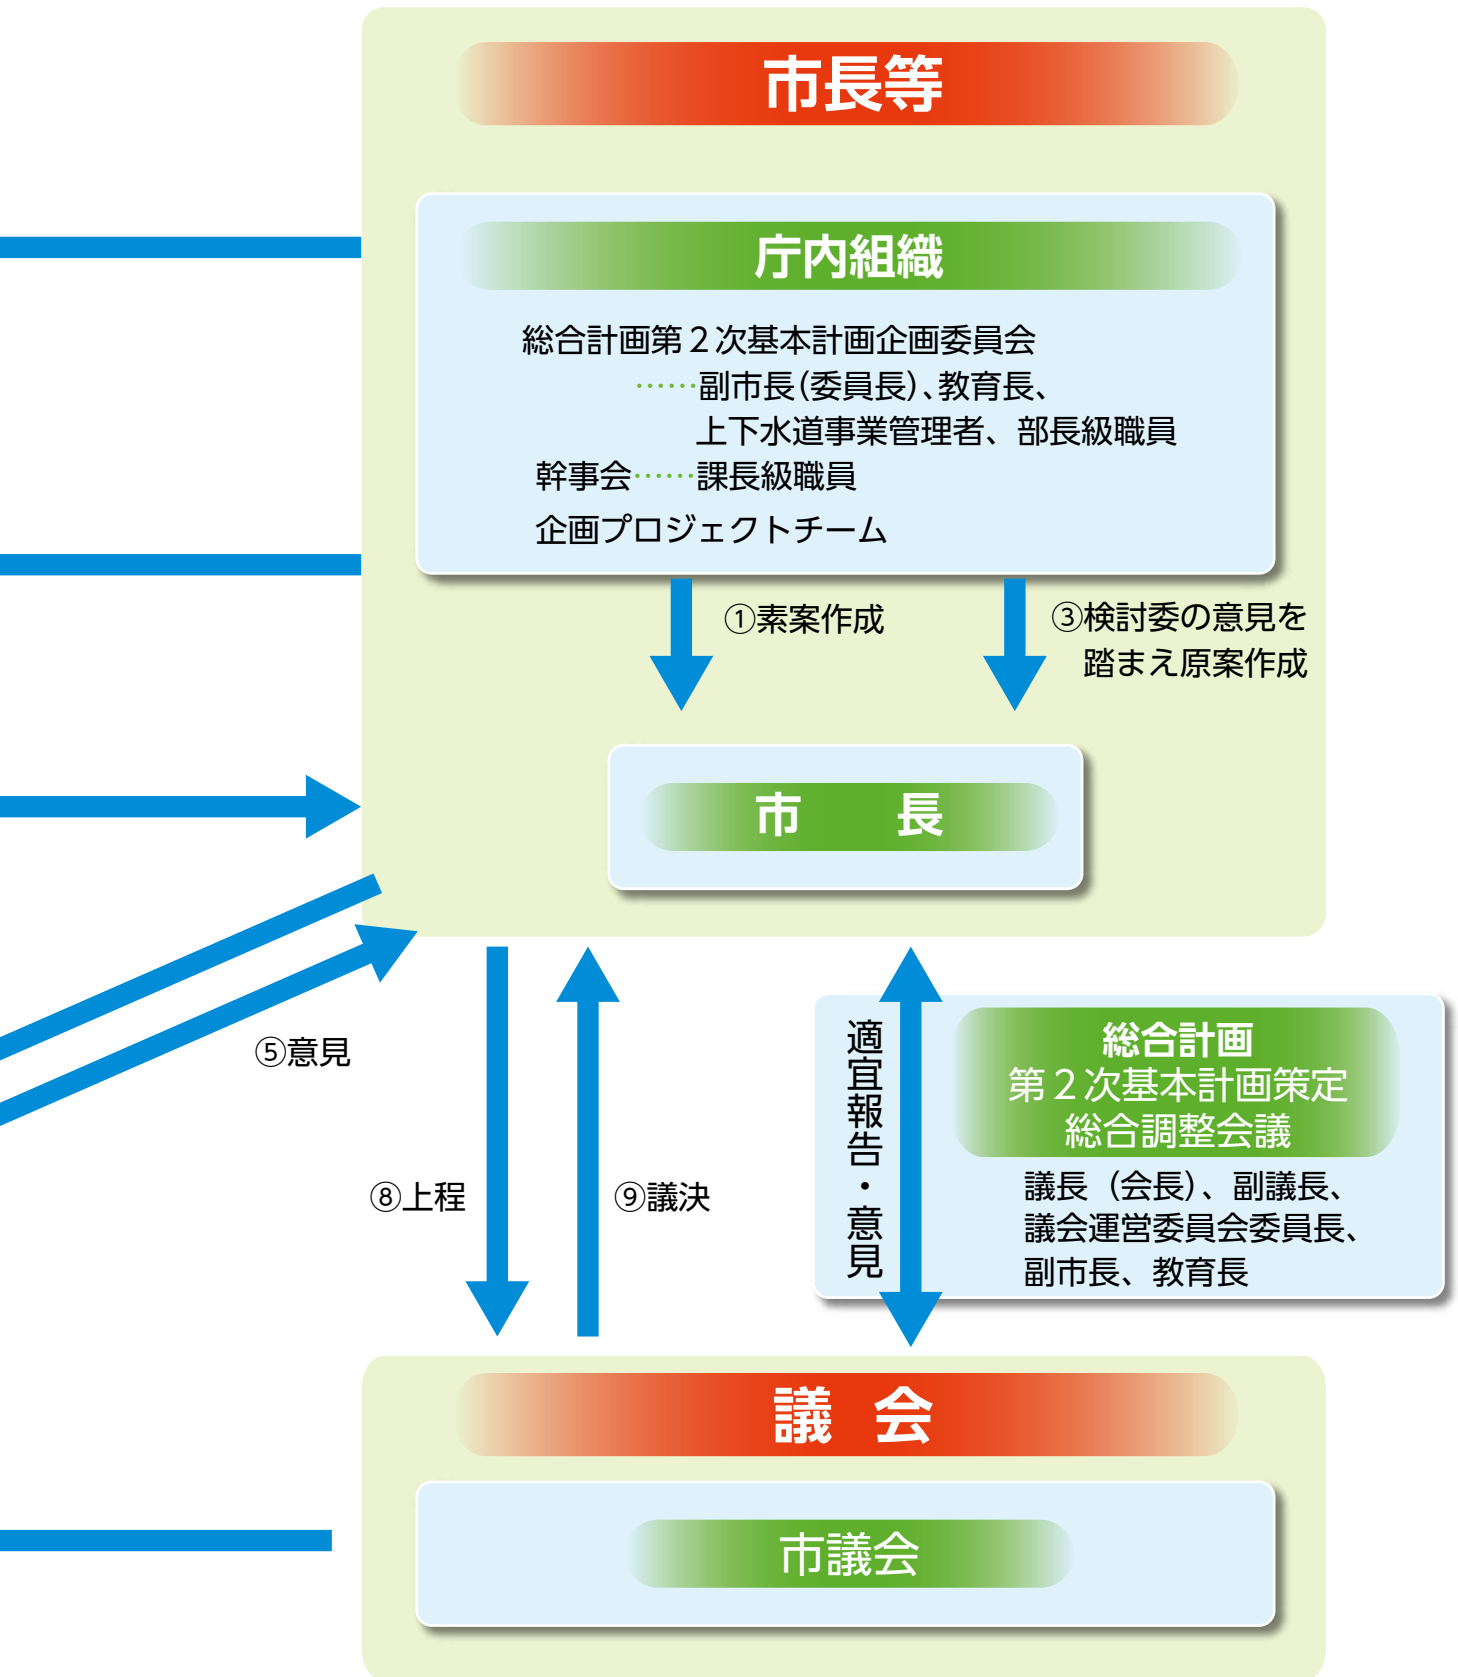 市長等
庁内組織
総合計画第２次基本計画企画委員会
……副市長（委員長）、教育長、
上下水道事業管理者、部長級職員
幹事会……課長級職員
企画プロジェクトチーム
①素案作成
③検討委の意見を
踏まえ原案作成
市　長
⑤意見
⑧上程
⑨議決
適宜報告・意見
総合計画
第２次基本計画策定
総合調整会議
議長（会長）、副議長、
議会運営委員会委員長、
副市長、教育長
議会
市議会